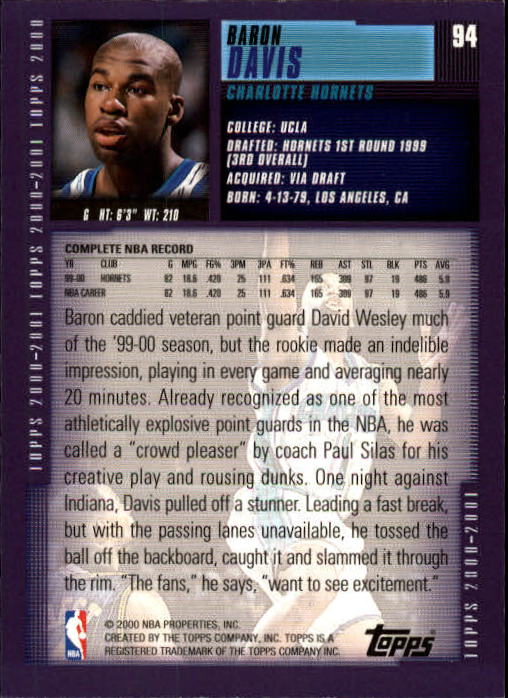 94
BARON
DAVIS
CHARLOTTE HORNETS
COLLEGE: UCLA
DRAFTED: HORNETS 1ST ROUND 1999
(3RD OVERALL)
ACQUIRED: VIA DRAFT
BORN: 4-13-79, LOS ANGELES, CA
G HT: 6'3" WT: 210
TOPPS 2000-2001 TOPPS 2000-2001 TOPPS 2000
COMPLETE NBA RECORD
YR CLUB G MPG FG% 3PM 3PA FT% REB AST STL BLK PTS AVG
99-00 HORNETS 82 18.6 .420 25 111 .634 165 309 97 19 486 5.9
NBA CAREER 82 18.6 .420 25 111 .634 165 309 97 19 486 5.9
Baron caddied veteran point guard David Wesley much
of the '99-00 season, but the rookie made an indelible
impression, playing in every game and averaging nearly
20 minutes. Already recognized as one of the most
athletically explosive point guards in the NBA, he was
called a "crowd pleaser" by coach Paul Silas for his
creative play and rousing dunks. One night against
Indiana, Davis pulled off a stunner. Leading a fast break,
but with the passing lanes unavailable, he tossed the
ball off the backboard, caught it and slammed it through
the rim. "The fans," he says, "want to see excitement."
TOPPS 2000-2001
NBA
© 2000 NBA PROPERTIES, INC.
CREATED BY THE TOPPS COMPANY, INC. TOPPS IS A
REGISTERED TRADEMARK OF THE TOPPS COMPANY INC.
Topps